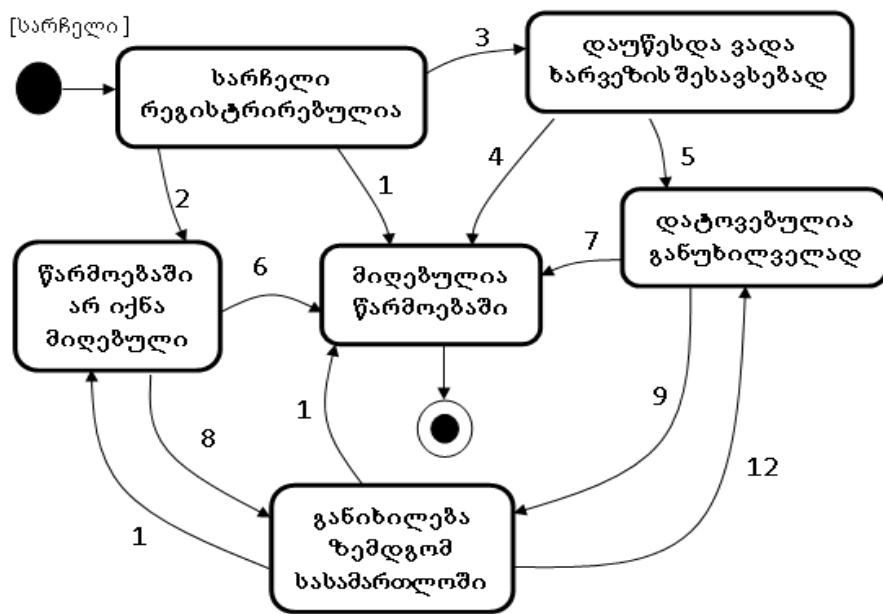 [სარჩელი]
სარჩელი
რეგისტრირებულია
3
დაუწესდა ვადა
ხარვეზის შესავსებად
2
1
4
5
წარმოებაში
არ იქნა
მიღებული
6
მიღებულია
წარმოებაში
7
დატოვებულია
განუხილველად
8
1
9
12
1
განიხილება
ზემდგომ
სასამართლოში